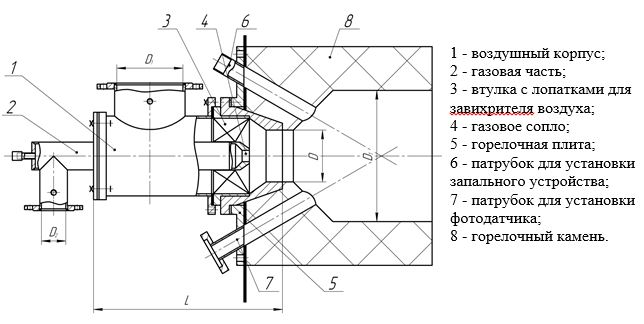 3 4 6 8
D₁
1
2
D
7 5
L
1 - воздушный корпус;
2 - газовая часть;
3 - втулка с лопатками для
завихрителя воздуха;
4 - газовое сопло;
5 - горелочная плита;
6 - патрубок для установки
запального устройства;
7 - патрубок для установки
фотодатчика;
8 - горелочный камень.